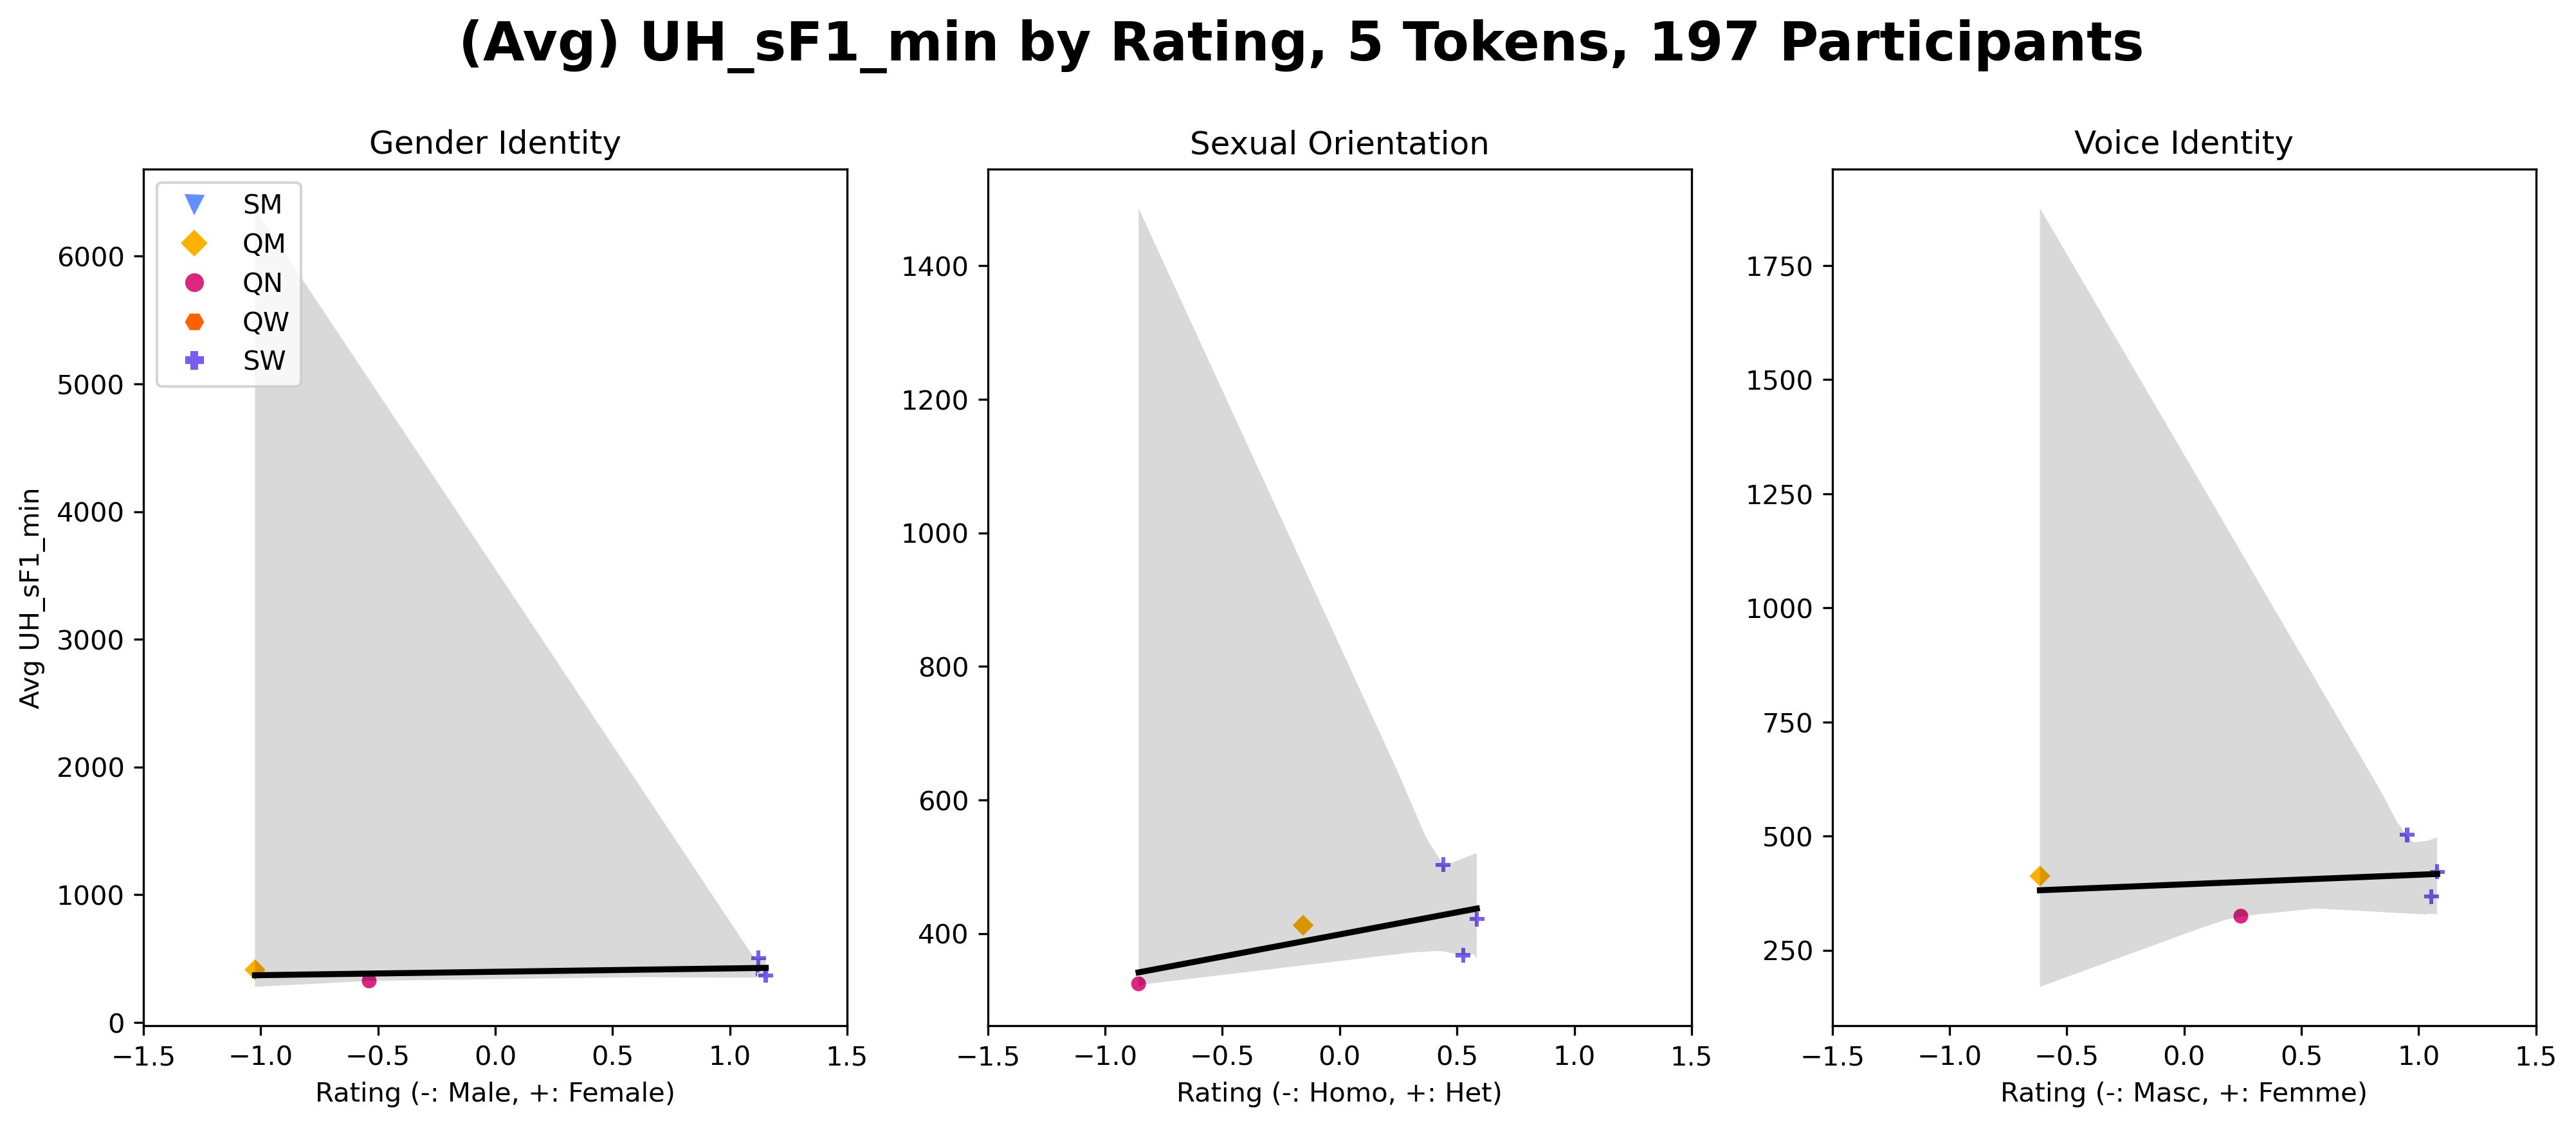 (Avg) UH_sF1_min by Rating, 5 Tokens, 197 Participants
Gender Identity
Avg UH_sF1_min
6000
5000
4000
3000
2000
1000
0
SM
QM
QN
QW
SW
−1.5 −1.0 −0.5 0.0 0.5 1.0 1.5
Rating (-: Male, +: Female)
Sexual Orientation
1400
1200
1000
800
600
400
−1.5 −1.0 −0.5 0.0 0.5 1.0 1.5
Rating (-: Homo, +: Het)
Voice Identity
1750
1500
1250
1000
750
500
250
−1.5 −1.0 −0.5 0.0 0.5 1.0 1.5
Rating (-: Masc, +: Femme)